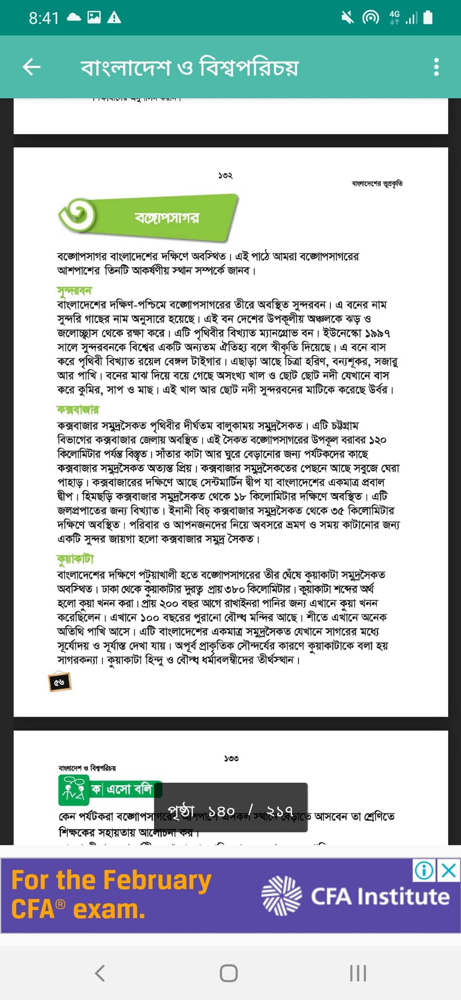 8:41
4G
বাংলাদেশ ও বিশ্বপরিচয়
১৩২
বাংলাদেশের ভূপ্রকৃতি
৩
বঙ্গোপসাগর
বঙ্গোপসাগর বাংলাদেশের দক্ষিণে অবস্থিত। এই পাঠে আমরা বঙ্গোপসাগরের
আশপাশের তিনটি আকর্ষণীয় স্থান সম্পর্কে জানব।
সুন্দরবন
বাংলাদেশের দক্ষিণ-পশ্চিমে বঙ্গোপসাগরের তীরে অবস্থিত সুন্দরবন। এ বনের নাম
সুন্দরি গাছের নাম অনুসারে হয়েছে। এই বন দেশের উপকূলীয় অঞ্চলকে ঝড় ও
জলোচ্ছ্বাস থেকে রক্ষা করে। এটি পৃথিবীর বিখ্যাত ম্যানগ্রোভ বন। ইউনেস্কো ১৯৯৭
সালে সুন্দরবনকে বিশ্বের একটি অন্যতম ঐতিহ্য বলে স্বীকৃতি দিয়েছে। এ বনে বাস
করে পৃথিবী বিখ্যাত রয়েল বেঙ্গল টাইগার। এছাড়া আছে চিত্রা হরিণ, বন্যশূকর, সজারু
আর পাখি। বনের মাঝ দিয়ে বয়ে গেছে অসংখ্য খাল ও ছোট ছোট নদী যেখানে বাস
করে কুমির, সাপ ও মাছ। এই খাল আর ছোট নদী সুন্দরবনের মাটিকে করেছে উর্বর।
কক্সবাজার
কক্সবাজার সমুদ্রসৈকত পৃথিবীর দীর্ঘতম বালুকাময় সমুদ্রসৈকত। এটি চট্টগ্রাম
বিভাগের কক্সবাজার জেলায় অবস্থিত। এই সৈকত বঙ্গোপসাগরের উপকূল বরাবর ১২০
কিলোমিটার পর্যন্ত বিস্তৃত। সাঁতার কাটা আর ঘুরে বেড়ানোর জন্য পর্যটকদের কাছে
কক্সবাজার সমুদ্রসৈকত অত্যন্ত প্রিয়। কক্সবাজার সমুদ্রসৈকতের পেছনে আছে সবুজে ঘেরা
পাহাড়। কক্সবাজারের দক্ষিণে আছে সেন্টমার্টিন দ্বীপ যা বাংলাদেশের একমাত্র প্রবাল
দ্বীপ। হিমছড়ি কক্সবাজার সমুদ্রসৈকত থেকে ১৮ কিলোমিটার দক্ষিণে অবস্থিত। এটি
জলপ্রপাতের জন্য বিখ্যাত। ইনানী বিচ্ কক্সবাজার সমুদ্রসৈকত থেকে ৩৫ কিলোমিটার
দক্ষিণে অবস্থিত। পরিবার ও আপনজনদের নিয়ে অবসরে ভ্রমণ ও সময় কাটানোর জন্য
একটি সুন্দর জায়গা হলো কক্সবাজার সমুদ্র সৈকত।
কুয়াকাটা
বাংলাদেশের দক্ষিণে পটুয়াখালী হতে বঙ্গোপসাগরের তীর ঘেঁষে কুয়াকাটা সমুদ্রসৈকত
অবস্থিত। ঢাকা থেকে কুয়াকাটার দুরত্ব প্রায় ৩৮০ কিলোমিটার। কুয়াকাটা শব্দের অর্থ
হলো কুয়া খনন করা। প্রায় ২০০ বছর আগে রাখাইনরা পানির জন্য এখানে কুয়া খনন
করেছিলেন। এখানে ১০০ বছরের পুরানো বৌদ্ধ মন্দির আছে। শীতে এখানে অনেক
অতিথি পাখি আসে। এটি বাংলাদেশের একমাত্র সমুদ্রসৈকত যেখানে সাগরের মধ্যে
সূর্যোদয় ও সূর্যাস্ত দেখা যায়। অপূর্ব প্রাকৃতিক সৌন্দর্যের কারণে কুয়াকাটাকে বলা হয়
সাগরকন্যা। কুয়াকাটা হিন্দু ও বৌদ্ধ ধর্মাবলম্বীদের তীর্থস্থান।
৫৬
১৩৩
বাংলাদেশ ও বিশ্বপরিচয়
ক| এসো বলি
পৃষ্ঠা ১৪০ / ২১৭
কেন পর্যটকরা বঙ্গোপসাগরের আশপাশে এসকল স্থানে বেড়াতে আসবেন তা শ্রেণিতে
শিক্ষকের সহায়তায় আলোচনা কর।
For the February
CFA® exam.
CFA Institute